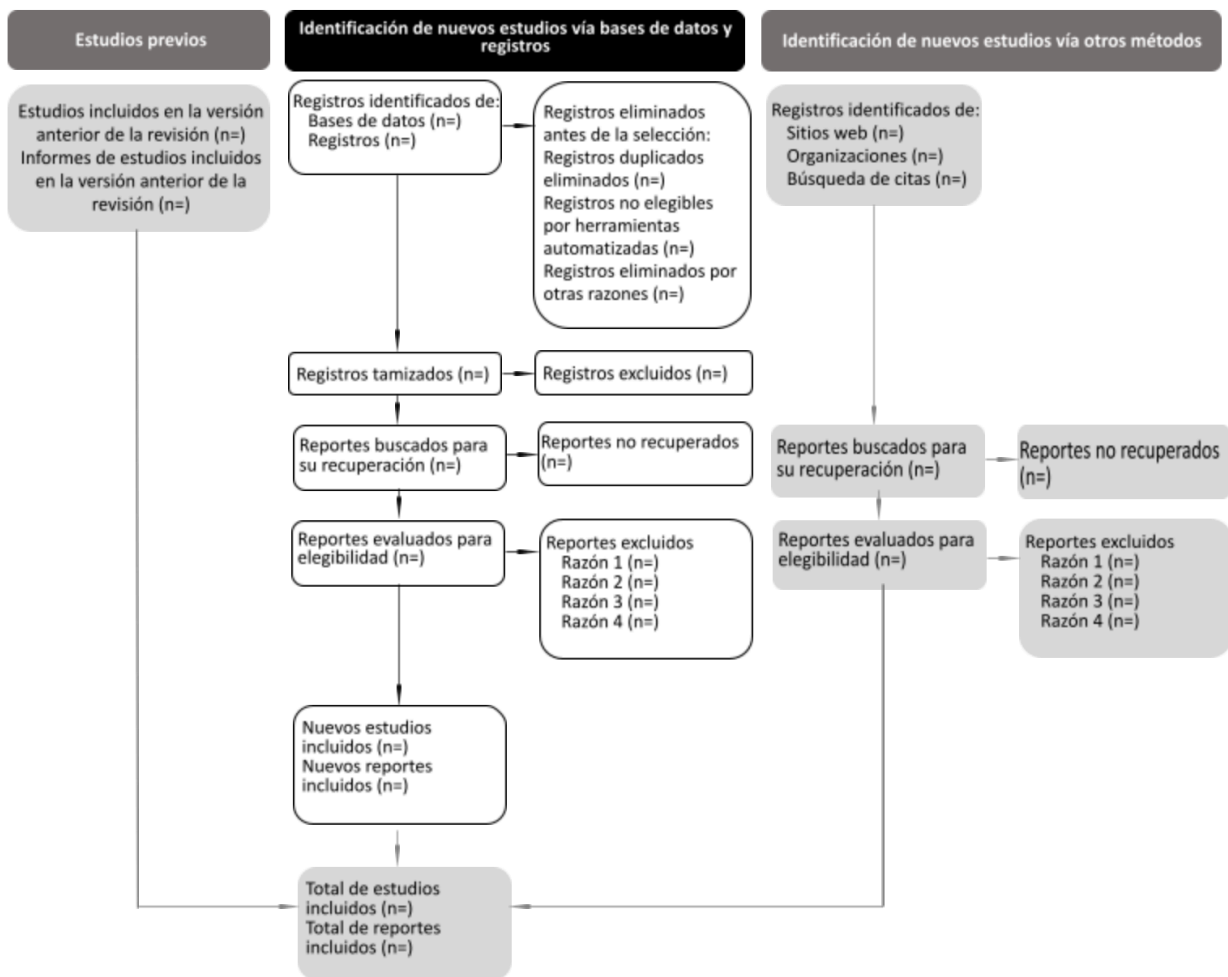 Estudios previos
Identificación de nuevos estudios vía bases de datos y
registros
Identificación de nuevos estudios vía otros métodos
Estudios incluidos en la versión
anterior de la revisión (n=)
Informes de estudios incluidos
en la versión anterior de la
revisión (n=)
Registros identificados de:
Bases de datos (n=)
Registros (n=)
Registros eliminados
antes de la selección:
Registros duplicados
eliminados (n=)
Registros no elegibles
por herramientas
automatizadas (n=)
Registros eliminados por
otras razones (n=)
Registros identificados de:
Sitios web (n=)
Organizaciones (n=)
Búsqueda de citas (n=)
Registros tamizados (n=)
Registros excluidos (n=)
Reportes buscados para
su recuperación (n=)
Reportes no recuperados
(n=)
Reportes buscados para
su recuperación (n=)
Reportes no recuperados
(n=)
Reportes evaluados para
elegibilidad (n=)
Reportes excluidos
Razón 1 (n=)
Razón 2 (n=)
Razón 3 (n=)
Razón 4 (n=)
Reportes evaluados para
elegibilidad (n=)
Reportes excluidos
Razón 1 (n=)
Razón 2 (n=)
Razón 3 (n=)
Razón 4 (n=)
Nuevos estudios
incluidos (n=)
Nuevos reportes
incluidos (n=)
Total de estudios
incluidos (n=)
Total de reportes
incluidos (n=)